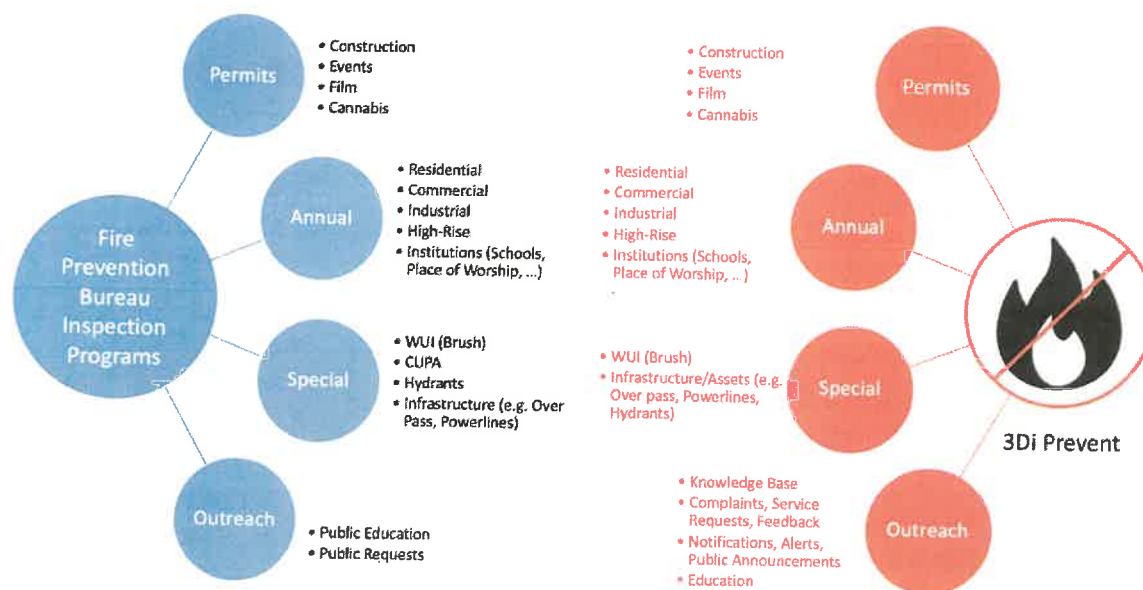 Permits
• Construction
• Events
• Film
• Cannabis
Annual
• Residential
• Commercial
• Industrial
• High-Rise
• Institutions (Schools,
Place of Worship, ...)
Fire
Prevention
Bureau
Inspection
Programs
Special
• WUI (Brush)
• CUPA
• Hydrants
• Infrastructure (e.g. Over
Pass, Powerlines)
Outreach
• Public Education
• Public Requests
• Construction
• Events
• Film
• Cannabis
Permits
• Residential
• Commercial
• Industrial
• High-Rise
• Institutions (Schools,
Place of Worship, ...)
Annual
• WUI (Brush)
• Infrastructure/Assets (e.g.
Over pass, Powerlines,
Hydrants)
Special
3Di Prevent
• Knowledge Base
• Complaints, Service
Requests, Feedback
• Notifications, Alerts,
Public Announcements
• Education
Outreach